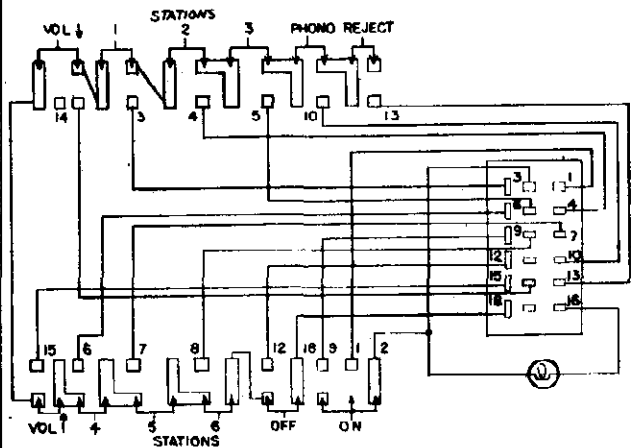 STATIONS
VOL ↓ 1 2 3 PHONO REJECT
14 3 4 5 10 13
3 1
6 4
9 7
12 10
15 13
18 16
15 6 7 8 12 18 9 1 2
VOL ↑ 4 5 6 OFF ON
STATIONS